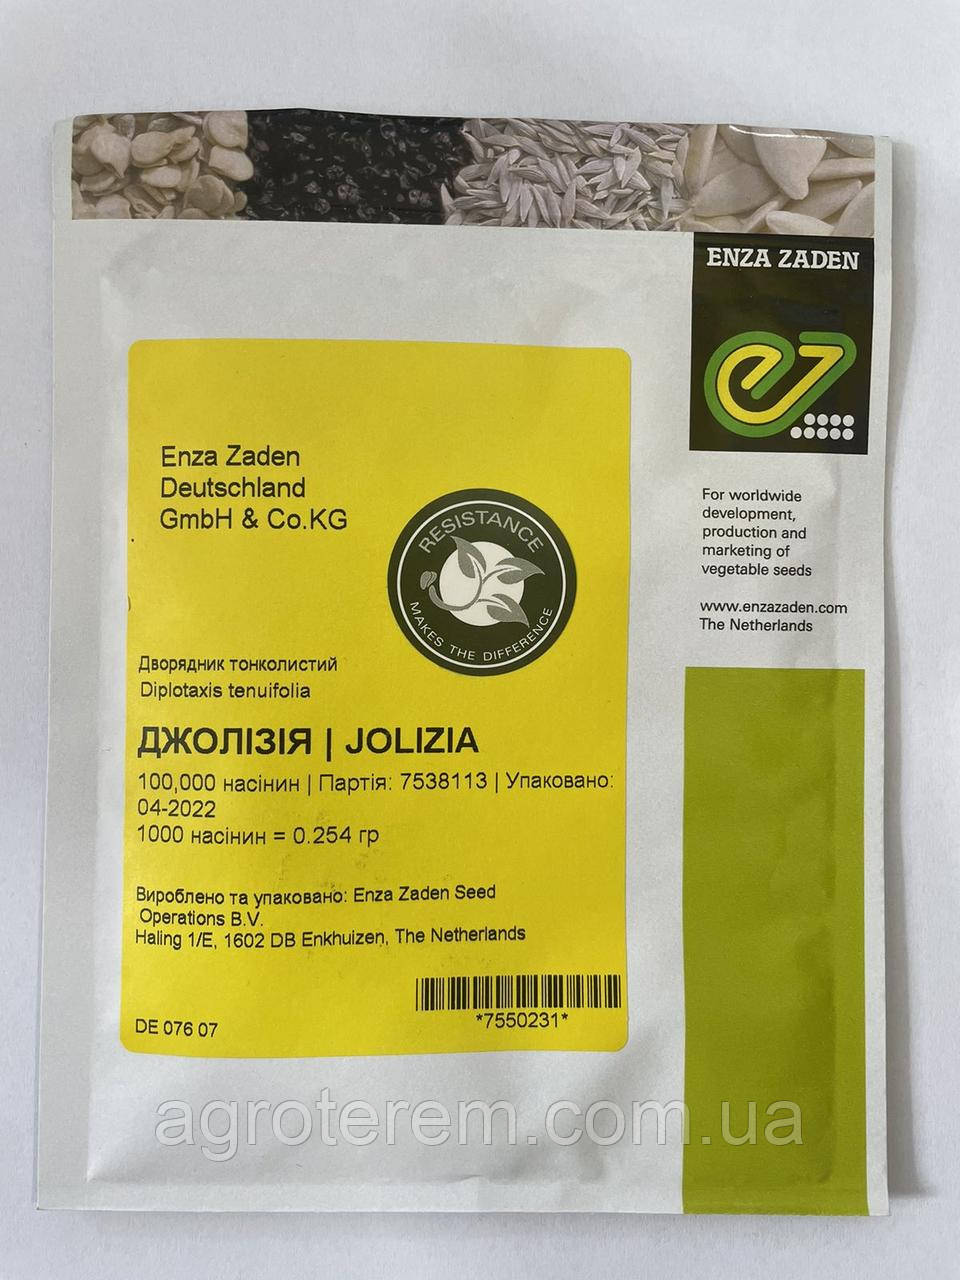 ENZA ZADEN
For worldwide
development,
production and
marketing of
vegetable seeds
www.enzazaden.com
The Netherlands
Enza Zaden
Deutschland
GmbH & Co.KG
RESISTANCE
MAKES THE DIFFERENCE
Дворядник тонколистий
Diplotaxis tenuifolia
ДЖОЛІЗІЯ | JOLIZIA
100,000 насінин | Партія: 7538113 | Упаковано:
04-2022
1000 насінин = 0.254 гр
Вироблено та упаковано: Enza Zaden Seed
Operations B.V.
Haling 1/E, 1602 DB Enkhuizen, The Netherlands
*7550231*
DE 076 07
agroterem.com.ua